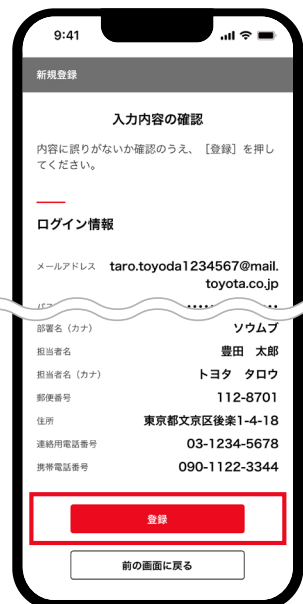 9:41
新規登録
入力内容の確認
内容に誤りがないか確認のうえ、［登録］を押し
てください。
ログイン情報
メールアドレス taro.toyoda1234567@mail.
toyota.co.jp
部署名（カナ） ソウムブ
担当者名 豊田　太郎
担当者名（カナ） トヨタ　タロウ
郵便番号 112-8701
住所 東京都文京区後楽1-4-18
連絡用電話番号 03-1234-5678
携帯電話番号 090-1122-3344
登録
前の画面に戻る